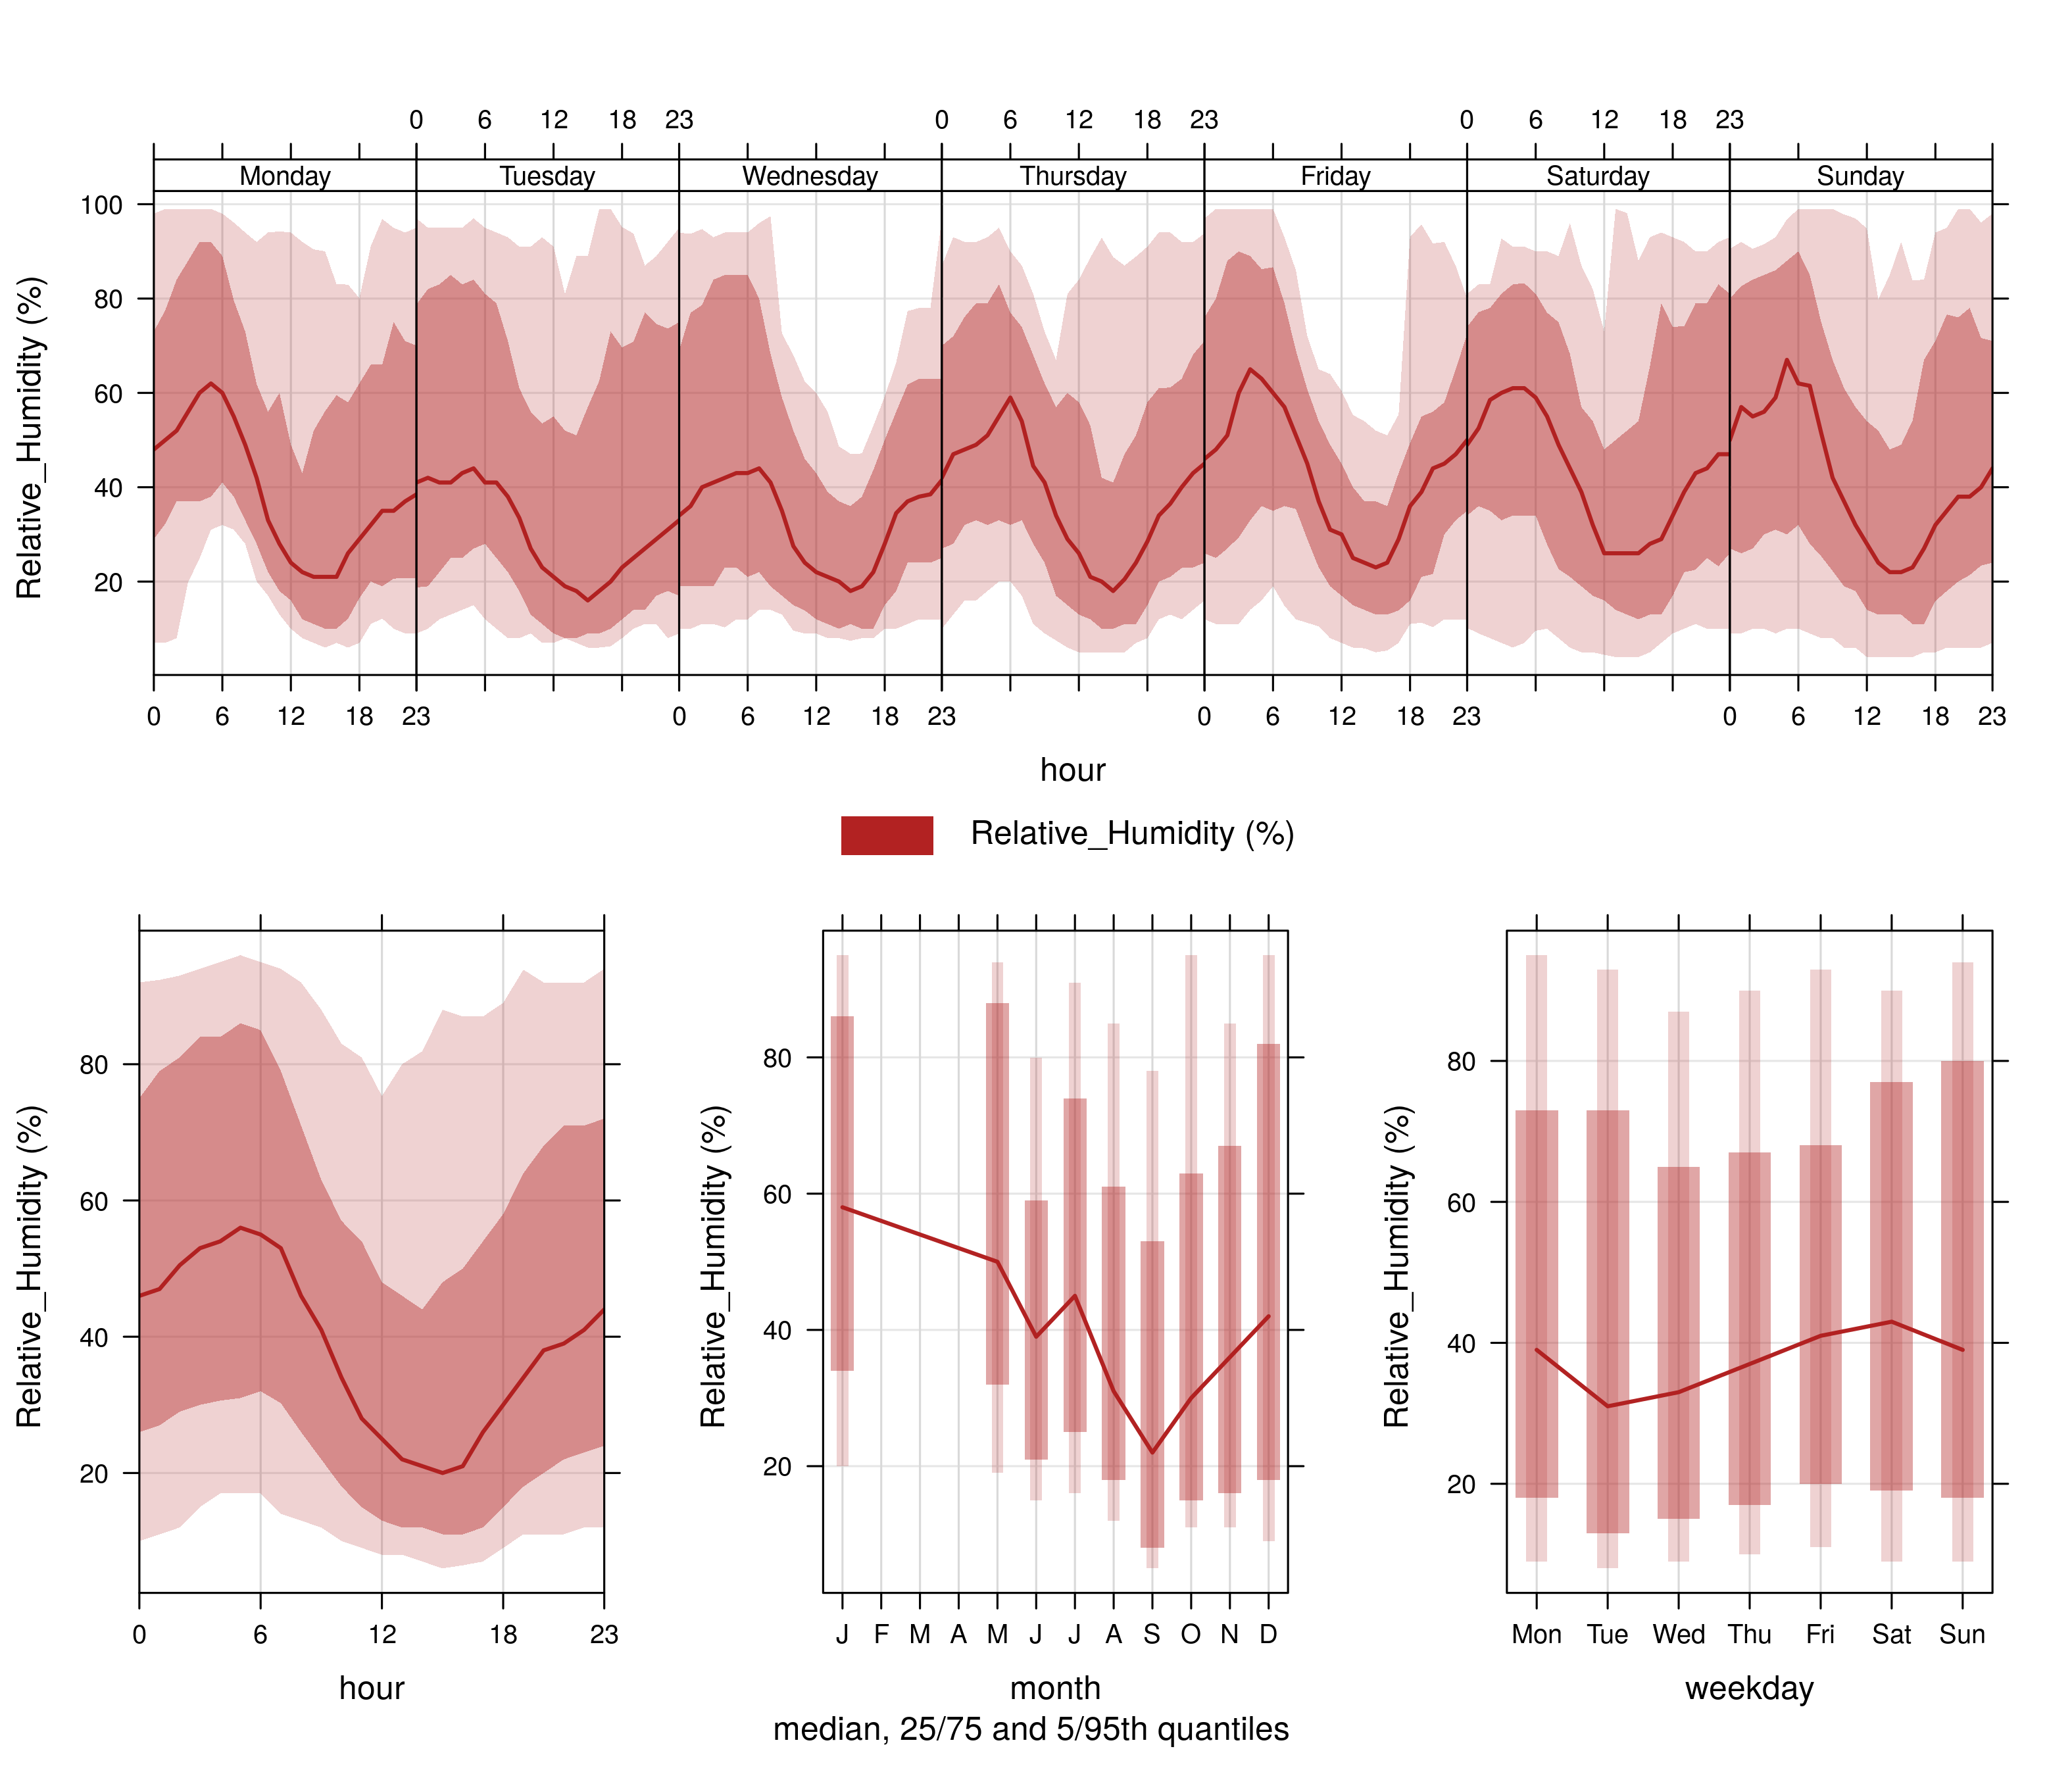 0 6 12 18 23 0 6 12 18 23 0 6 12 18 23
Monday Tuesday Wednesday Thursday Friday Saturday Sunday
Relative_Humidity (%)
100
80
60
40
20
0 6 12 18 23 0 6 12 18 23 0 6 12 18 23 0 6 12 18 23
hour
Relative_Humidity (%)
Relative_Humidity (%)
80
60
40
20
0 6 12 18 23
hour
Relative_Humidity (%)
80
60
40
20
J F M A M J J A S O N D
month
Relative_Humidity (%)
80
60
40
20
Mon Tue Wed Thu Fri Sat Sun
weekday
median, 25/75 and 5/95th quantiles